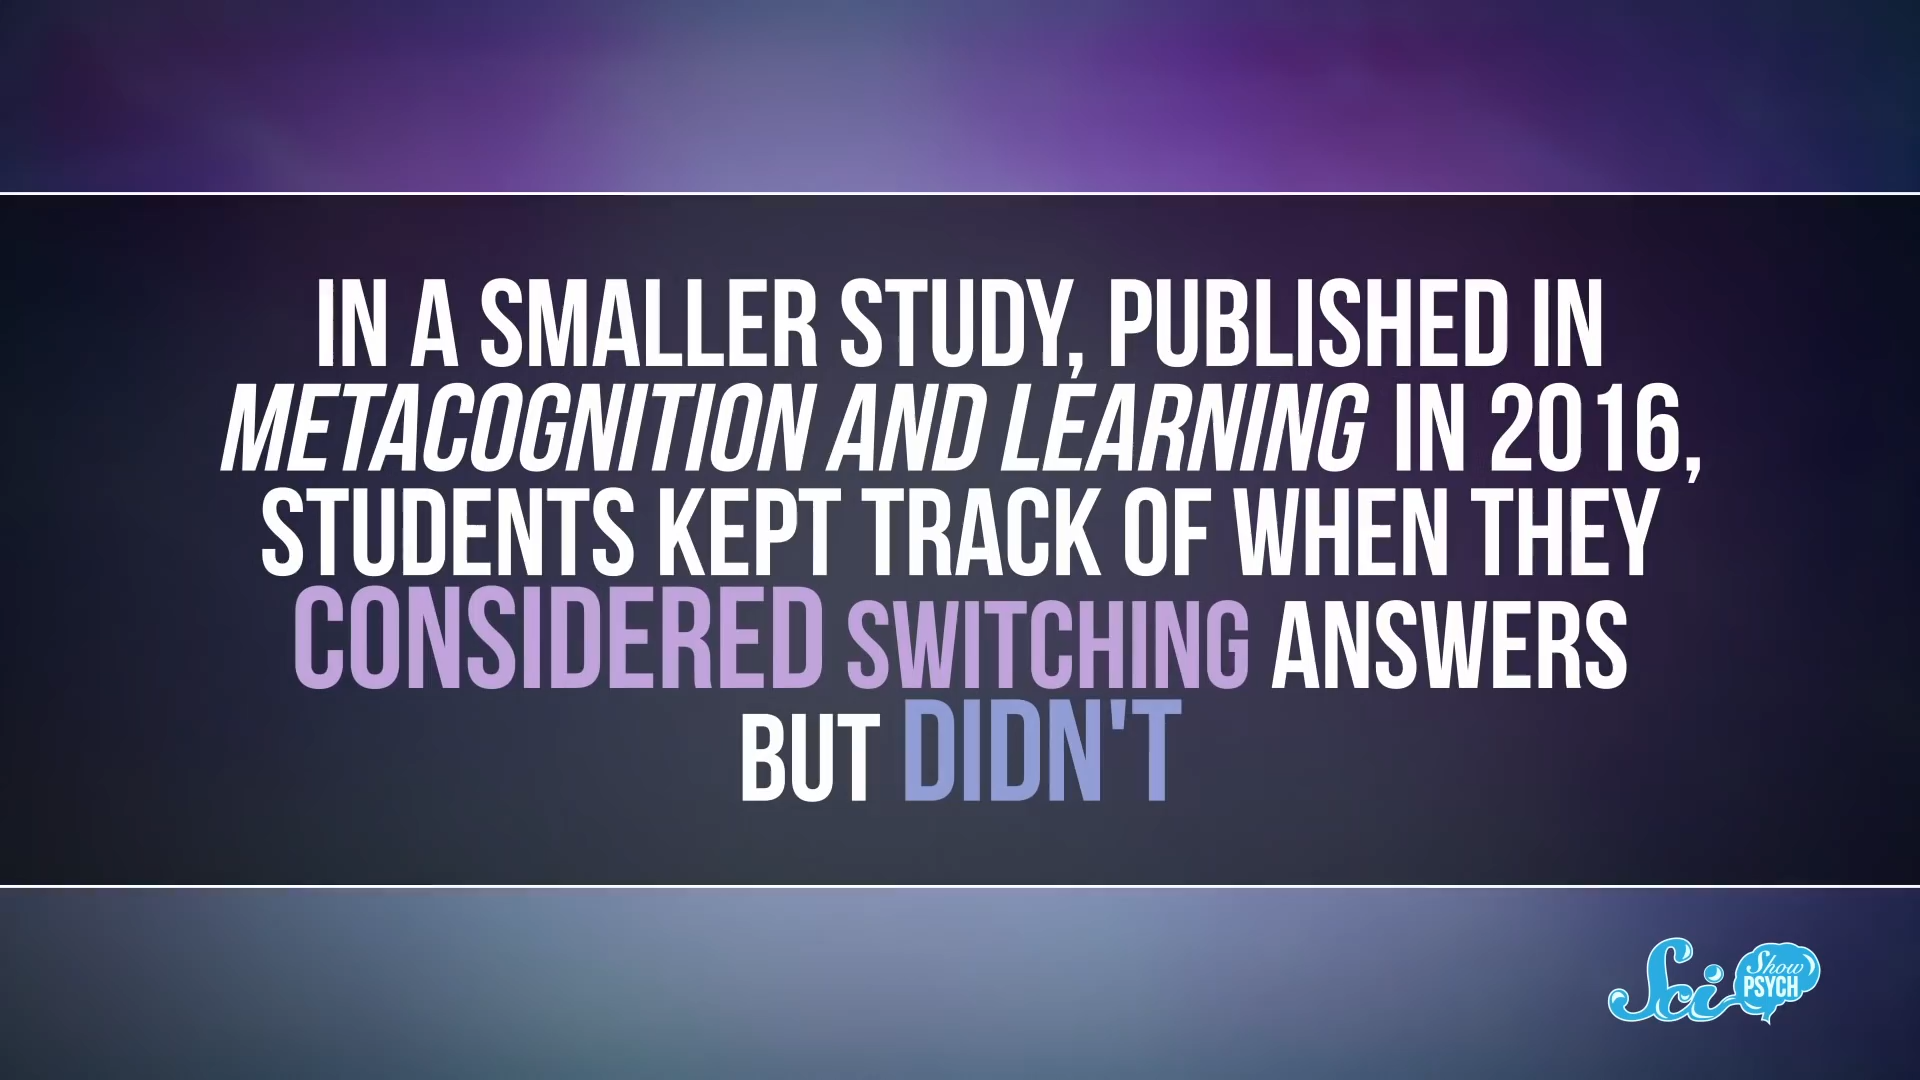 IN A SMALLER STUDY, PUBLISHED IN
METACOGNITION AND LEARNING IN 2016,
STUDENTS KEPT TRACK OF WHEN THEY
CONSIDERED SWITCHING ANSWERS
BUT DIDN'T
Sci Show PSYCH